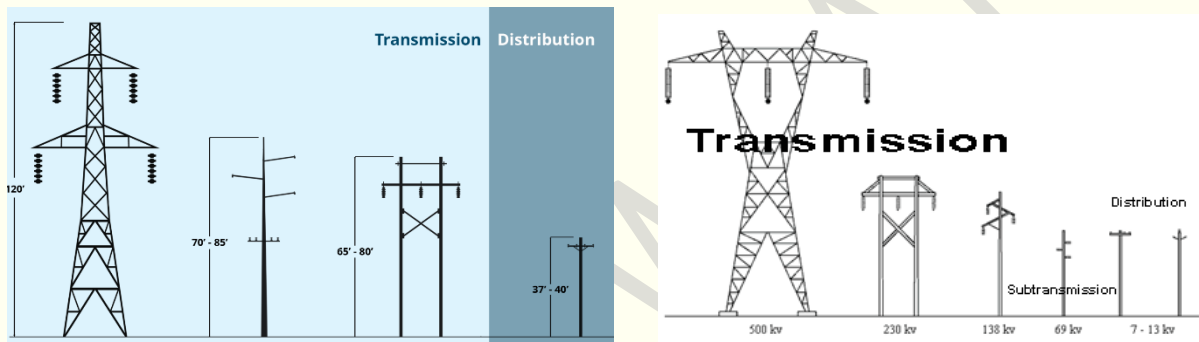 Transmission
Distribution
120’
70’ - 85’
65’ - 80’
37’ - 40’
Transmission
Distribution
Subtransmission
500 kv
230 kv
138 kv
69 kv
7 - 13 kv